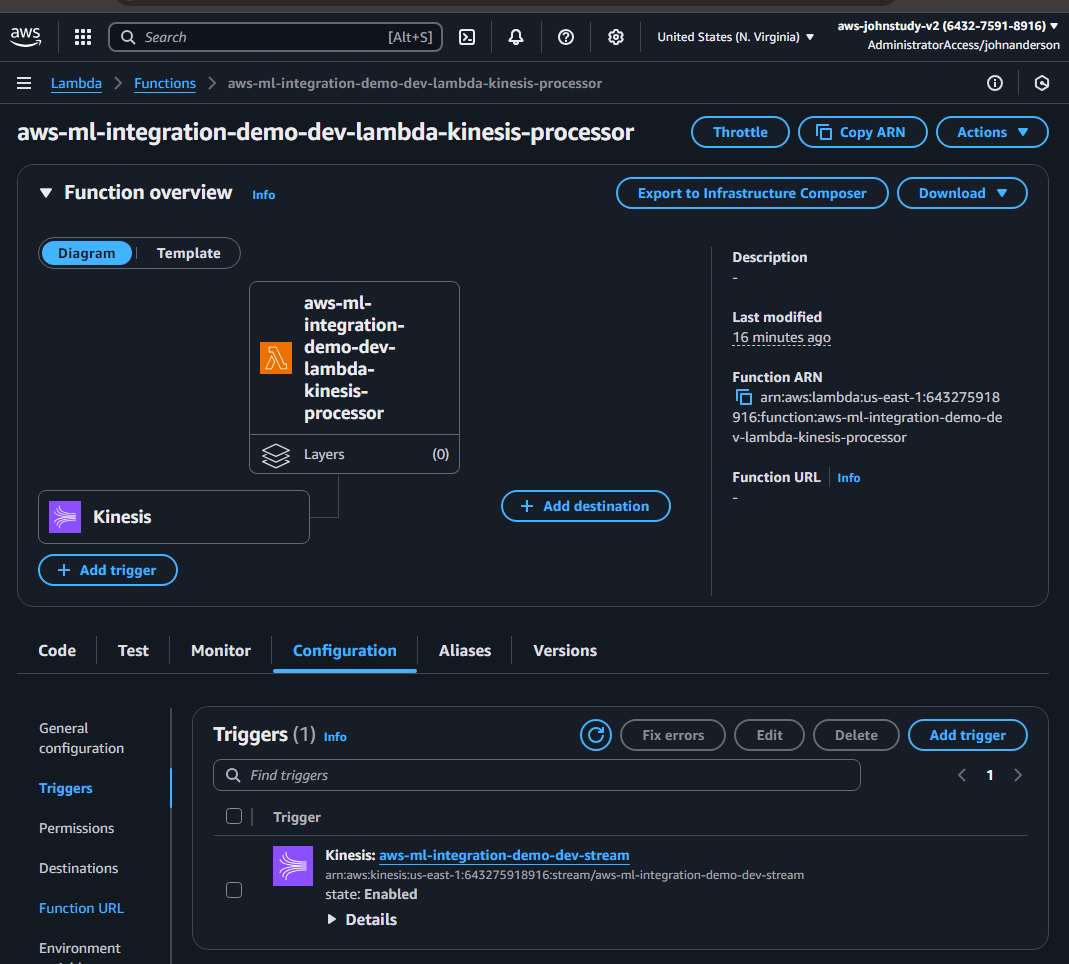 aws
Search
[Alt+S]
United States (N. Virginia)
aws-johnstudy-v2 (6432-7591-8916)
AdministratorAccess/johnanderson
Lambda
Functions
aws-ml-integration-demo-dev-lambda-kinesis-processor
aws-ml-integration-demo-dev-lambda-kinesis-processor
Throttle
Copy ARN
Actions
Function overview
Info
Export to Infrastructure Composer
Download
Diagram
Template
aws-ml-
integration-
demo-dev-
lambda-
kinesis-
processor
Layers
(0)
Kinesis
+ Add trigger
+ Add destination
Description
-
Last modified
16 minutes ago
Function ARN
arn:aws:lambda:us-east-1:643275918
916:function:aws-ml-integration-demo-de
v-lambda-kinesis-processor
Function URL
Info
-
Code
Test
Monitor
Configuration
Aliases
Versions
General
configuration
Triggers
Permissions
Destinations
Function URL
Environment
Triggers (1)
Info
Fix errors
Edit
Delete
Add trigger
Find triggers
1
Trigger
Kinesis: aws-ml-integration-demo-dev-stream
arn:aws:kinesis:us-east-1:643275918916:stream/aws-ml-integration-demo-dev-stream
state: Enabled
Details